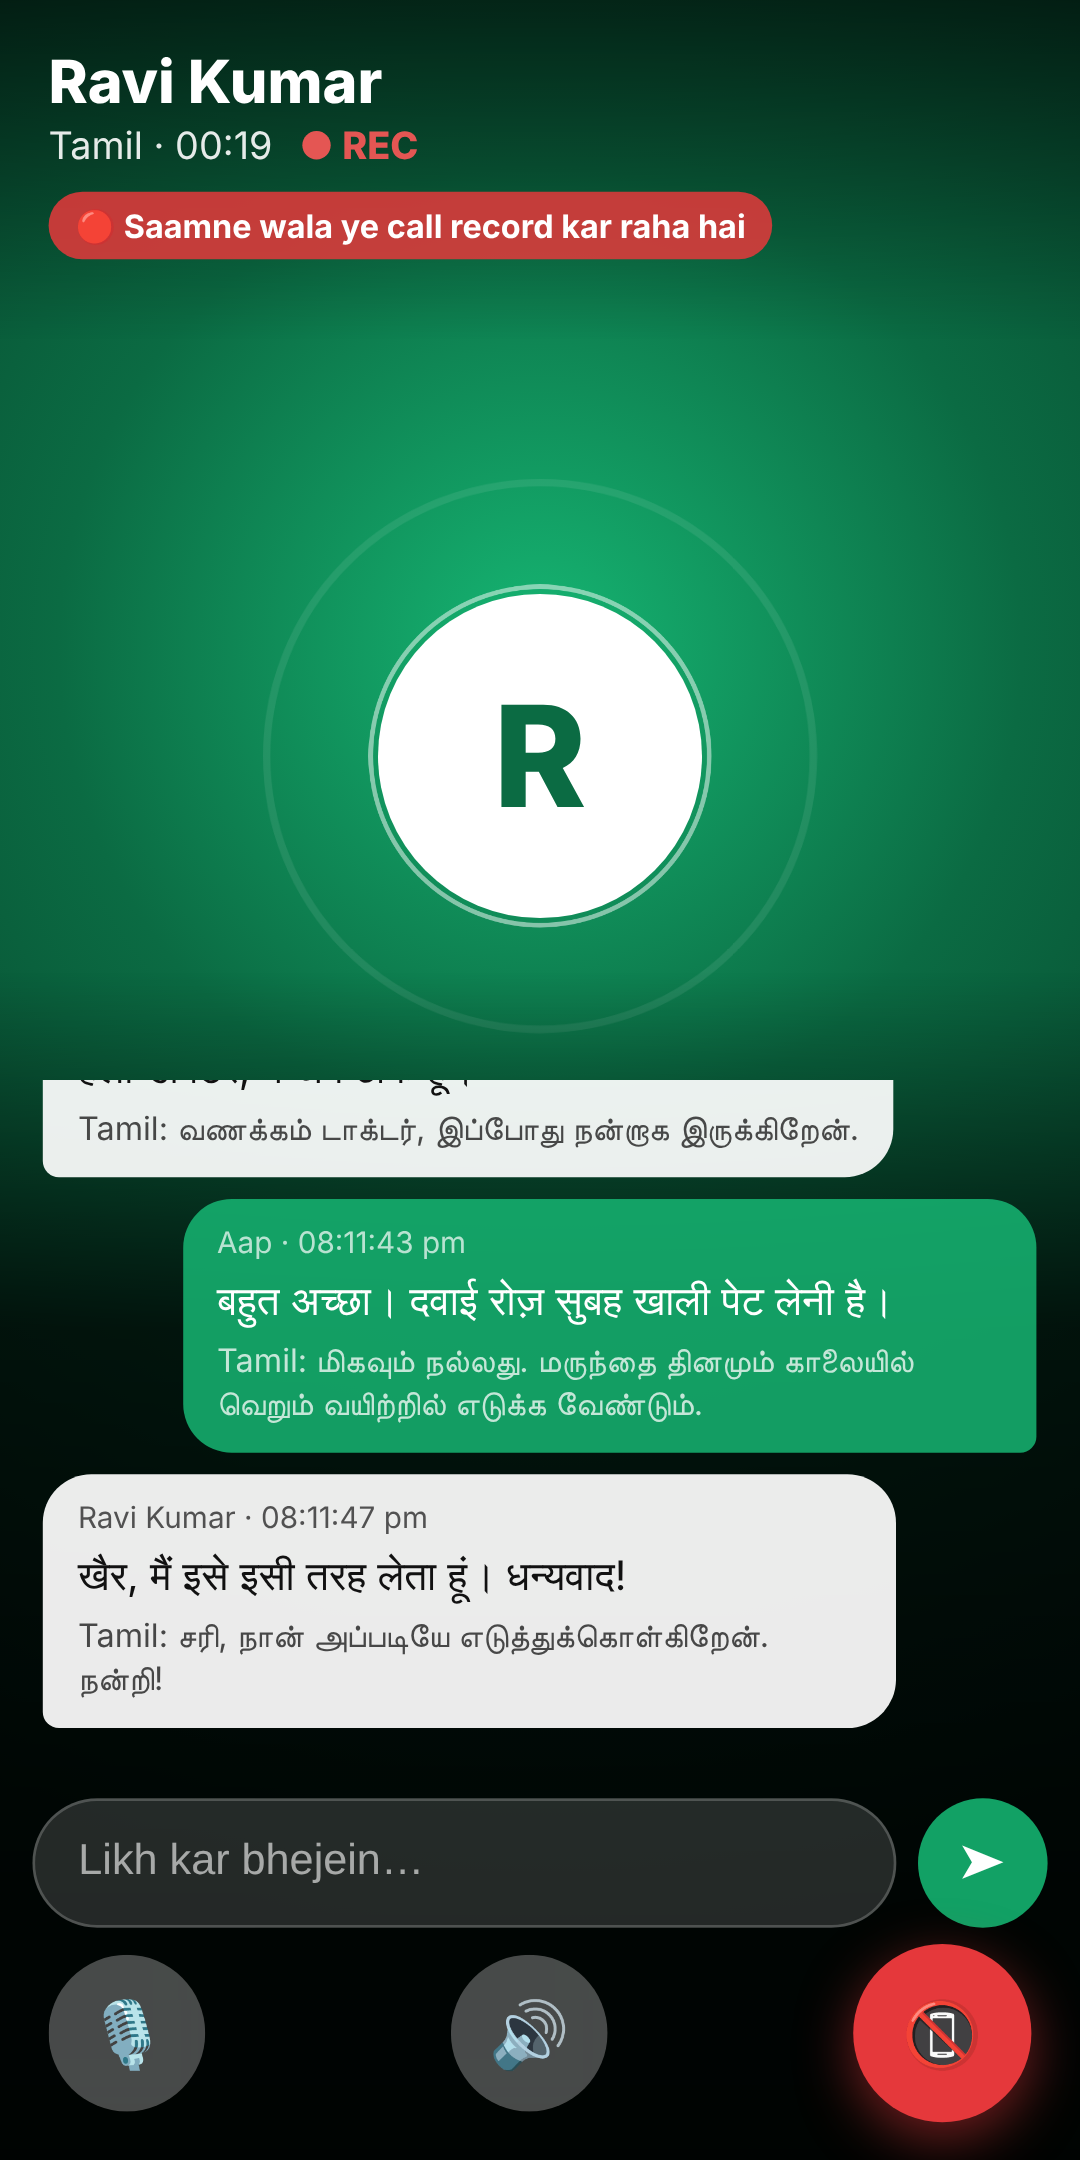 Ravi Kumar
Tamil · 00:19 REC
Saamne wala ye call record kar raha hai
R
Tamil: வணக்கம் டாக்டர், இப்போது நன்றாக இருக்கிறேன்.
Aap · 08:11:43 pm
बहुत अच्छा। दवाई रोज़ सुबह खाली पेट लेनी है।
Tamil: மிகவும் நல்லது. மருந்தை தினமும் காலையில்
வெறும் வயிற்றில் எடுக்க வேண்டும்.
Ravi Kumar · 08:11:47 pm
खैर, मैं इसे इसी तरह लेता हूं। धन्यवाद!
Tamil: சரி, நான் அப்படியே எடுத்துக்கொள்கிறேன்.
நன்றி!
Likh kar bhejein…